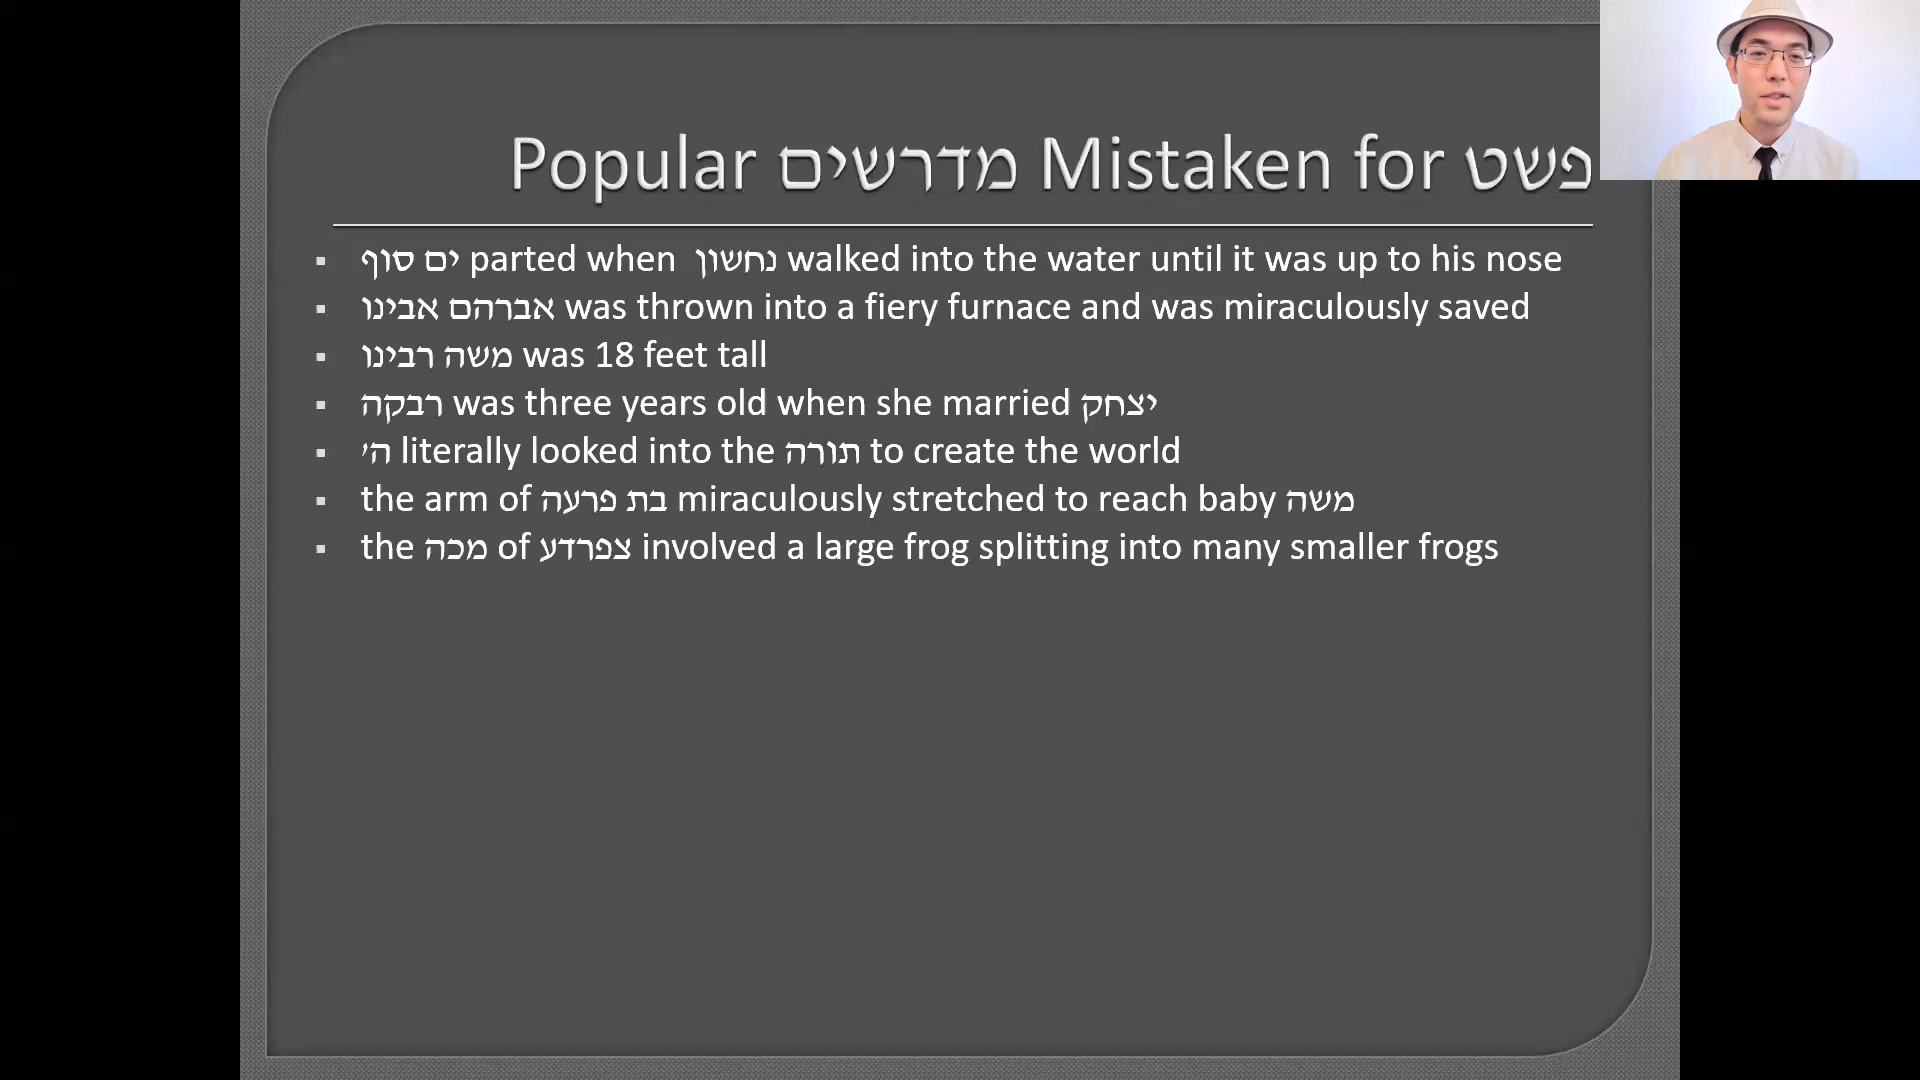 Popular מדרשים Mistaken for פשט
▪ ים סוף parted when נחשון walked into the water until it was up to his nose
▪ אברהם אבינו was thrown into a fiery furnace and was miraculously saved
▪ משה רבינו was 18 feet tall
▪ רבקה was three years old when she married יצחק
▪ ה׳ literally looked into the תורה to create the world
▪ the arm of בת פרעה miraculously stretched to reach baby משה
▪ the מכה of צפרדע involved a large frog splitting into many smaller frogs